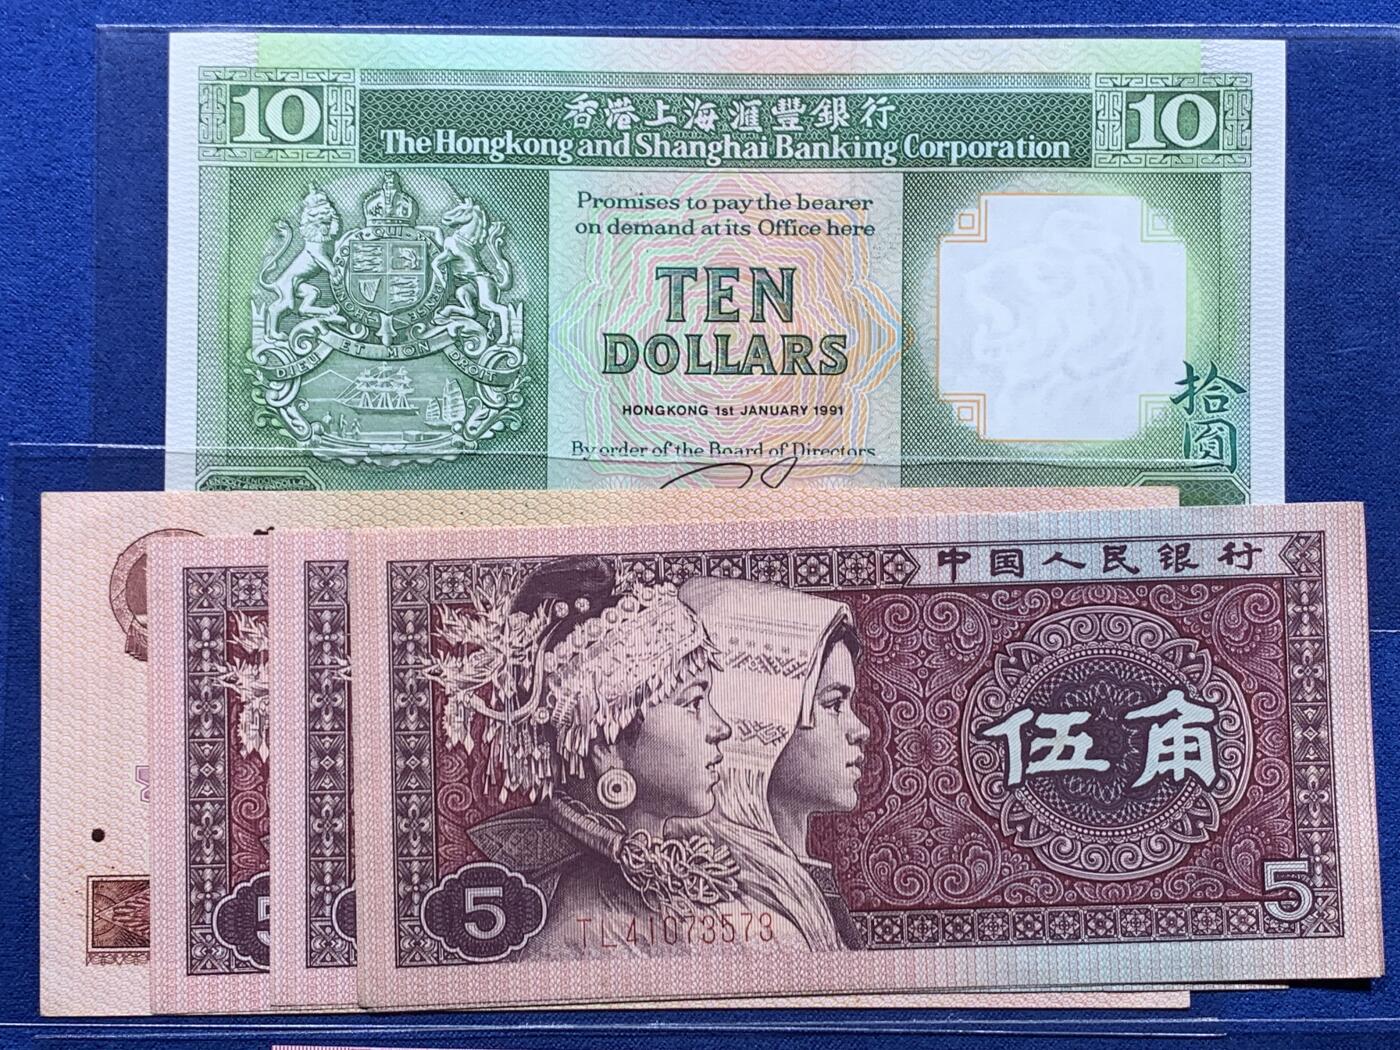 10
香港上海滙豐銀行
10
The Hongkong and Shanghai Banking Corporation
Promises to pay the bearer
on demand at its Office here
TEN
DOLLARS
HONGKONG 1st JANUARY 1991
By order of the Board of Directors
拾圓
DIEU ET MON DROIT
中国人民银行
伍角
5
5
5
TL41073573